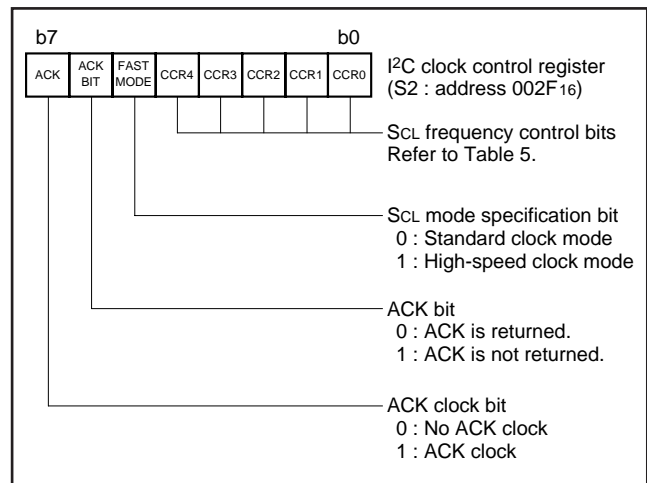 b7 b0
ACK ACK BIT FAST MODE CCR4 CCR3 CCR2 CCR1 CCR0
I2C clock control register
(S2 : address 002F16)
SCL frequency control bits
Refer to Table 5.
SCL mode specification bit
0 : Standard clock mode
1 : High-speed clock mode
ACK bit
0 : ACK is returned.
1 : ACK is not returned.
ACK clock bit
0 : No ACK clock
1 : ACK clock